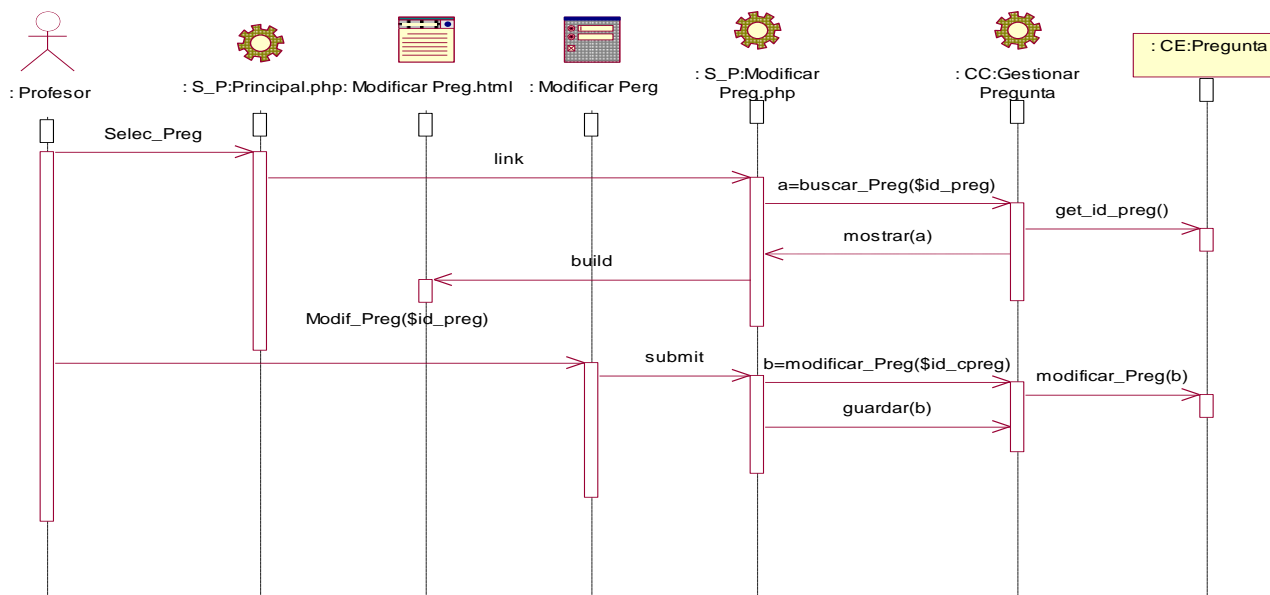 : Profesor
: S_P:Principal.php
: Modificar Preg.html
: Modificar Perg
: S_P:Modificar
Preg.php
: CC:Gestionar
Pregunta
: CE:Pregunta
Selec_Preg
link
a=buscar_Preg($id_preg)
get_id_preg()
mostrar(a)
build
Modif_Preg($id_preg)
submit
b=modificar_Preg($id_cpreg)
modificar_Preg(b)
guardar(b)